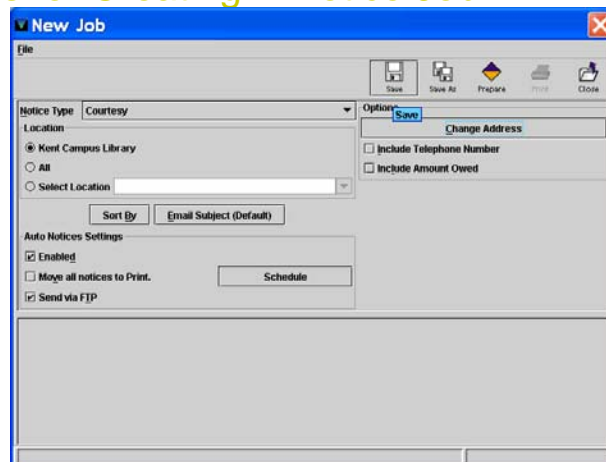 New Job
File
Save Save As Prepare Print Close
Notice Type Courtesy
Options
Save
Location
Change Address
Kent Campus Library
Include Telephone Number
All
Include Amount Owed
Select Location
Sort By Email Subject (Default)
Auto Notices Settings
Enabled
Move all notices to Print. Schedule
Send via FTP